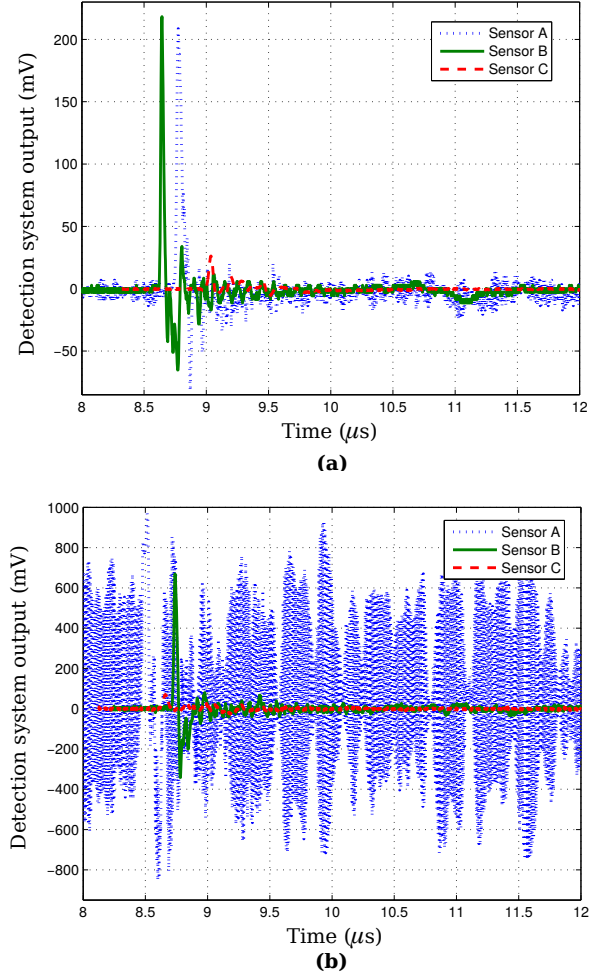 Detection system output (mV)
200
150
100
50
0
−50
Sensor A
Sensor B
Sensor C
8
8.5
9
9.5
10
10.5
11
11.5
12
Time (μs)
(a)
Detection system output (mV)
1000
800
600
400
200
0
−200
−400
−600
−800
Sensor A
Sensor B
Sensor C
8
8.5
9
9.5
10
10.5
11
11.5
12
Time (μs)
(b)